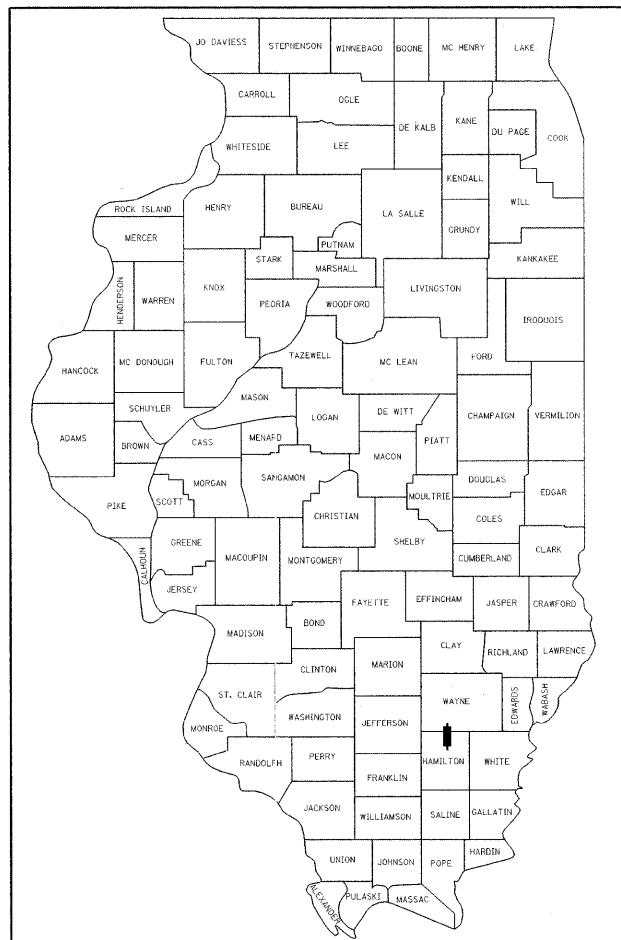 JO DAVIESS
STEPHENSON
WINNEBAGO
BOONE
MC HENRY
LAKE
CARROLL
OGLE
DE KALB
KANE
DU PAGE
COOK
WHITESIDE
LEE
KENDALL
WILL
ROCK ISLAND
HENRY
BUREAU
LA SALLE
GRUNDY
MERCER
PUTNAM
STARK
MARSHALL
KANKAKEE
HENDERSON
WARREN
KNOX
PEORIA
WOODFORD
LIVINGSTON
IROQUOIS
HANCOCK
MC DONOUGH
FULTON
TAZEWELL
MC LEAN
FORD
SCHUYLER
MASON
LOGAN
DE WITT
CHAMPAIGN
VERMILION
ADAMS
BROWN
CASS
MENARD
MACON
PIATT
SCOTT
MORGAN
SANGAMON
MOULTRIE
DOUGLAS
EDGAR
PIKE
CHRISTIAN
COLES
GREENE
MACOUPIN
MONTGOMERY
SHELBY
CUMBERLAND
CLARK
CALHOUN
JERSEY
FAYETTE
EFFINGHAM
JASPER
CRAWFORD
MADISON
BOND
CLAY
RICHLAND
LAWRENCE
CLINTON
MARION
ST. CLAIR
WAYNE
EDWARDS
WABASH
MONROE
WASHINGTON
JEFFERSON
RANDOLPH
PERRY
HAMILTON
WHITE
FRANKLIN
JACKSON
WILLIAMSON
SALINE
GALLATIN
UNION
JOHNSON
POPE
HARDIN
ALEXANDER
PULASKI
MASSAC